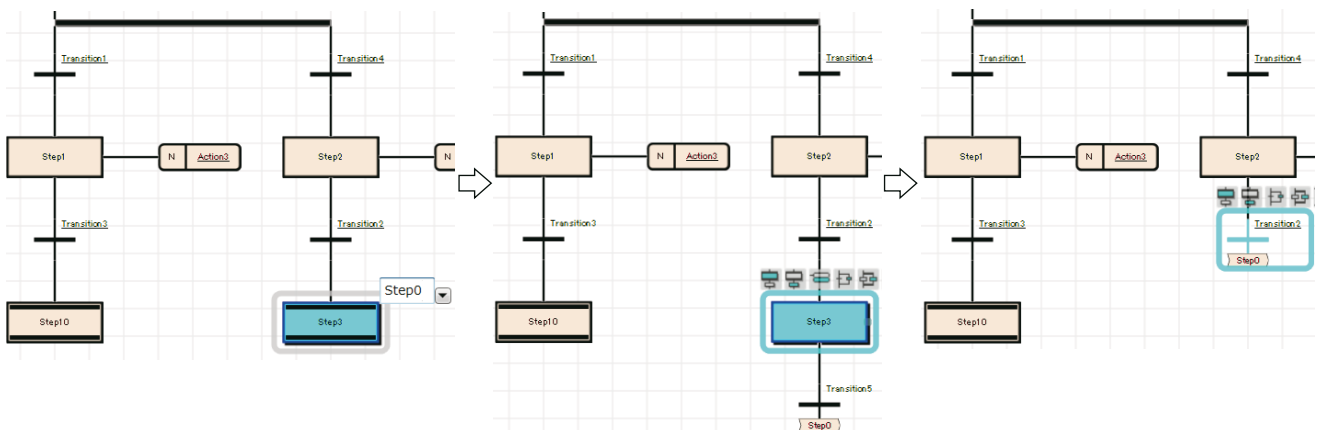 Transition1
Transition4
Step1
N
Action3
Step2
N
Transition3
Transition2
Step0
Step10
Step3
Transition1
Transition4
Step1
N
Action3
Step2
Transition3
Transition2
Step10
Step3
Transition5
Step0
Transition1
Transition4
Step1
N
Action3
Step2
Transition3
Transition2
Step0
Step10